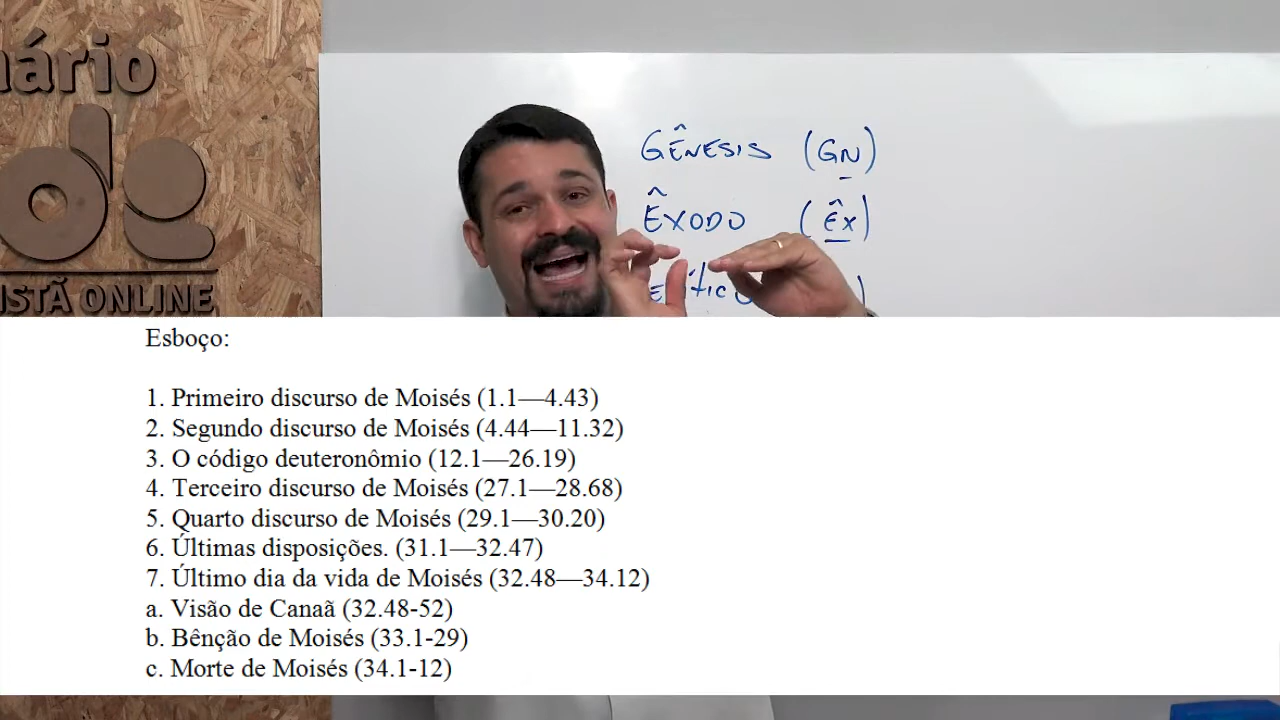 ário
de
STÃ ONLINE
GÊNESIS (GN)
ÊXODO (ÊX)
Esboço:
1. Primeiro discurso de Moisés (1.1—4.43)
2. Segundo discurso de Moisés (4.44—11.32)
3. O código deuteronômio (12.1—26.19)
4. Terceiro discurso de Moisés (27.1—28.68)
5. Quarto discurso de Moisés (29.1—30.20)
6. Últimas disposições. (31.1—32.47)
7. Último dia da vida de Moisés (32.48—34.12)
a. Visão de Canaã (32.48-52)
b. Bênção de Moisés (33.1-29)
c. Morte de Moisés (34.1-12)